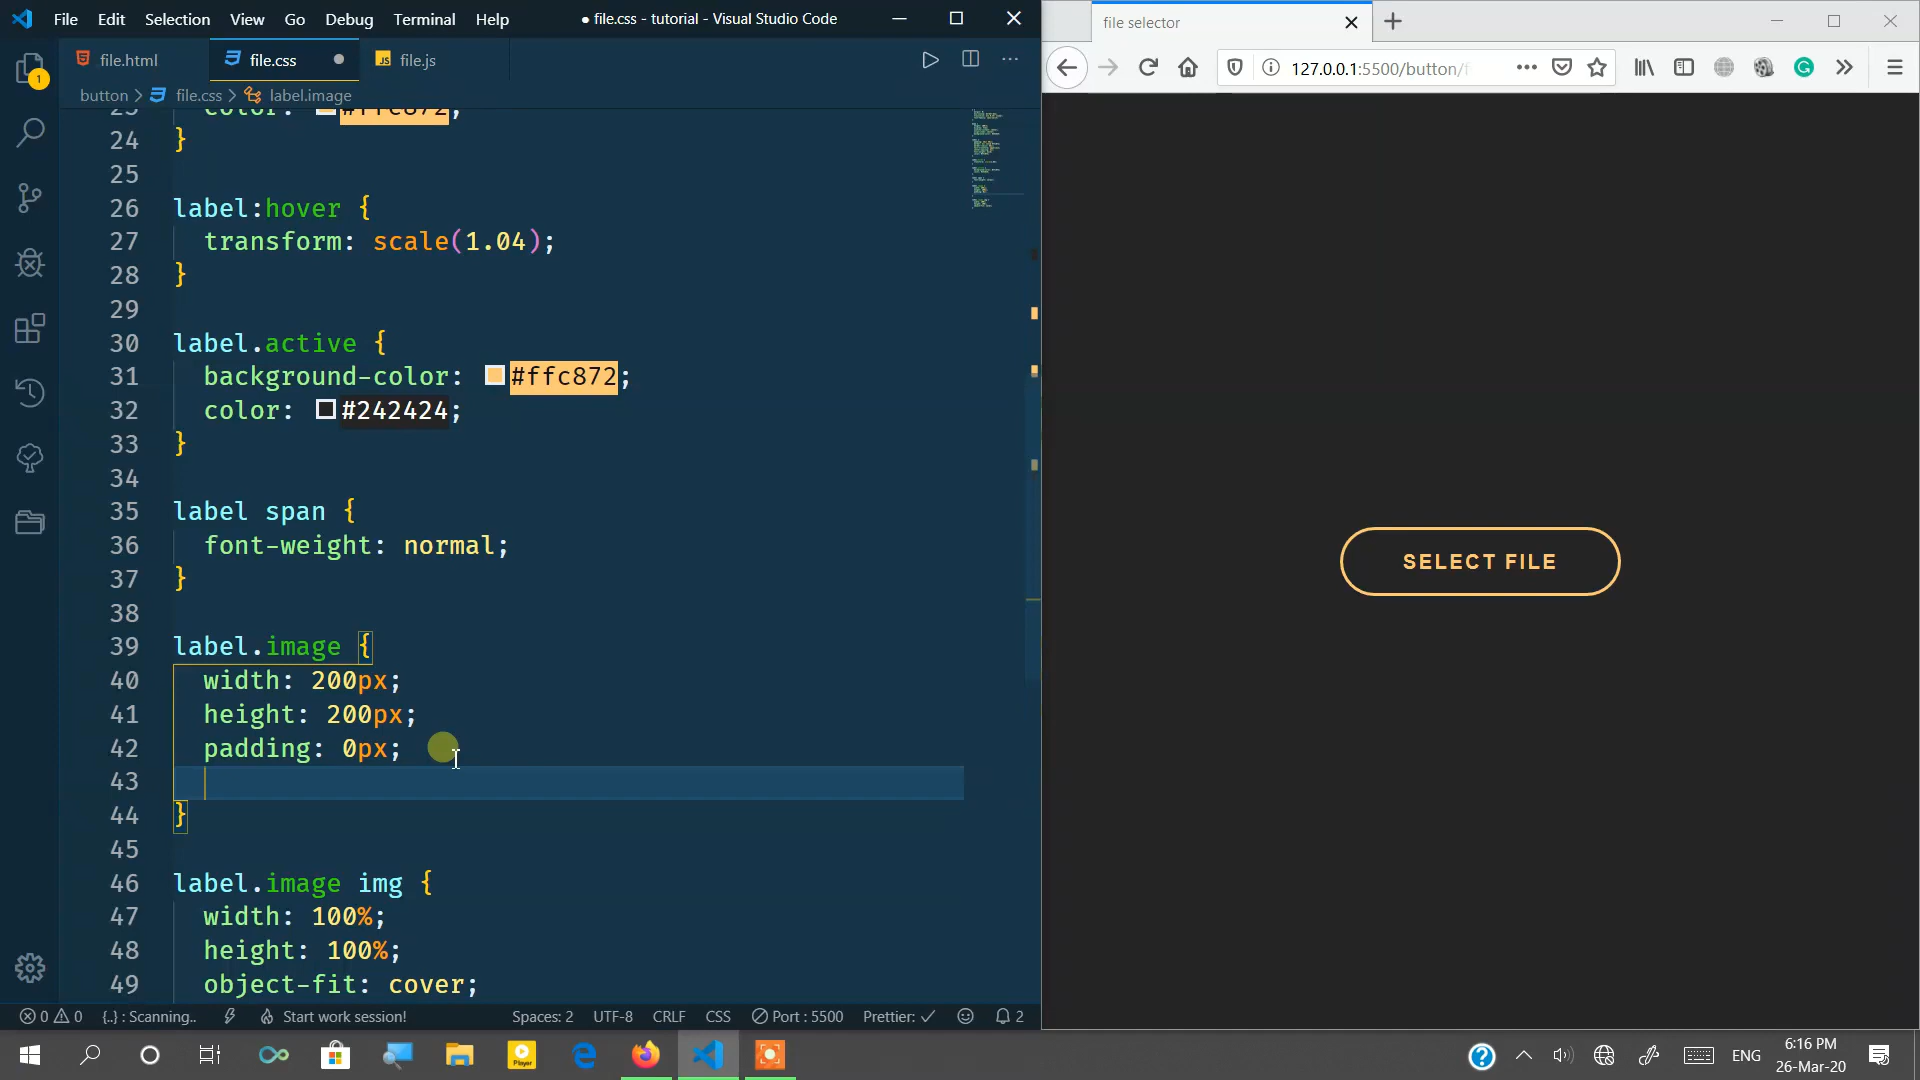 File Edit Selection View Go Debug Terminal Help
● file.css - tutorial - Visual Studio Code
file.html
file.css
JS file.js
button > file.css > label.image
23 color: #ffc872;
24 }
25
26 label:hover {
27 transform: scale(1.04);
28 }
29
30 label.active {
31 background-color: #ffc872;
32 color: #242424;
33 }
34
35 label span {
36 font-weight: normal;
37 }
38
39 label.image {
40 width: 200px;
41 height: 200px;
42 padding: 0px;
43
44 }
45
46 label.image img {
47 width: 100%;
48 height: 100%;
49 object-fit: cover;
1
0 0 {..} : Scanning.. Start work session! Spaces: 2 UTF-8 CRLF CSS Port : 5500 Prettier: ✓ 2
file selector
127.0.0.1:5500/button/f
SELECT FILE
Player
ENG
6:16 PM
26-Mar-20